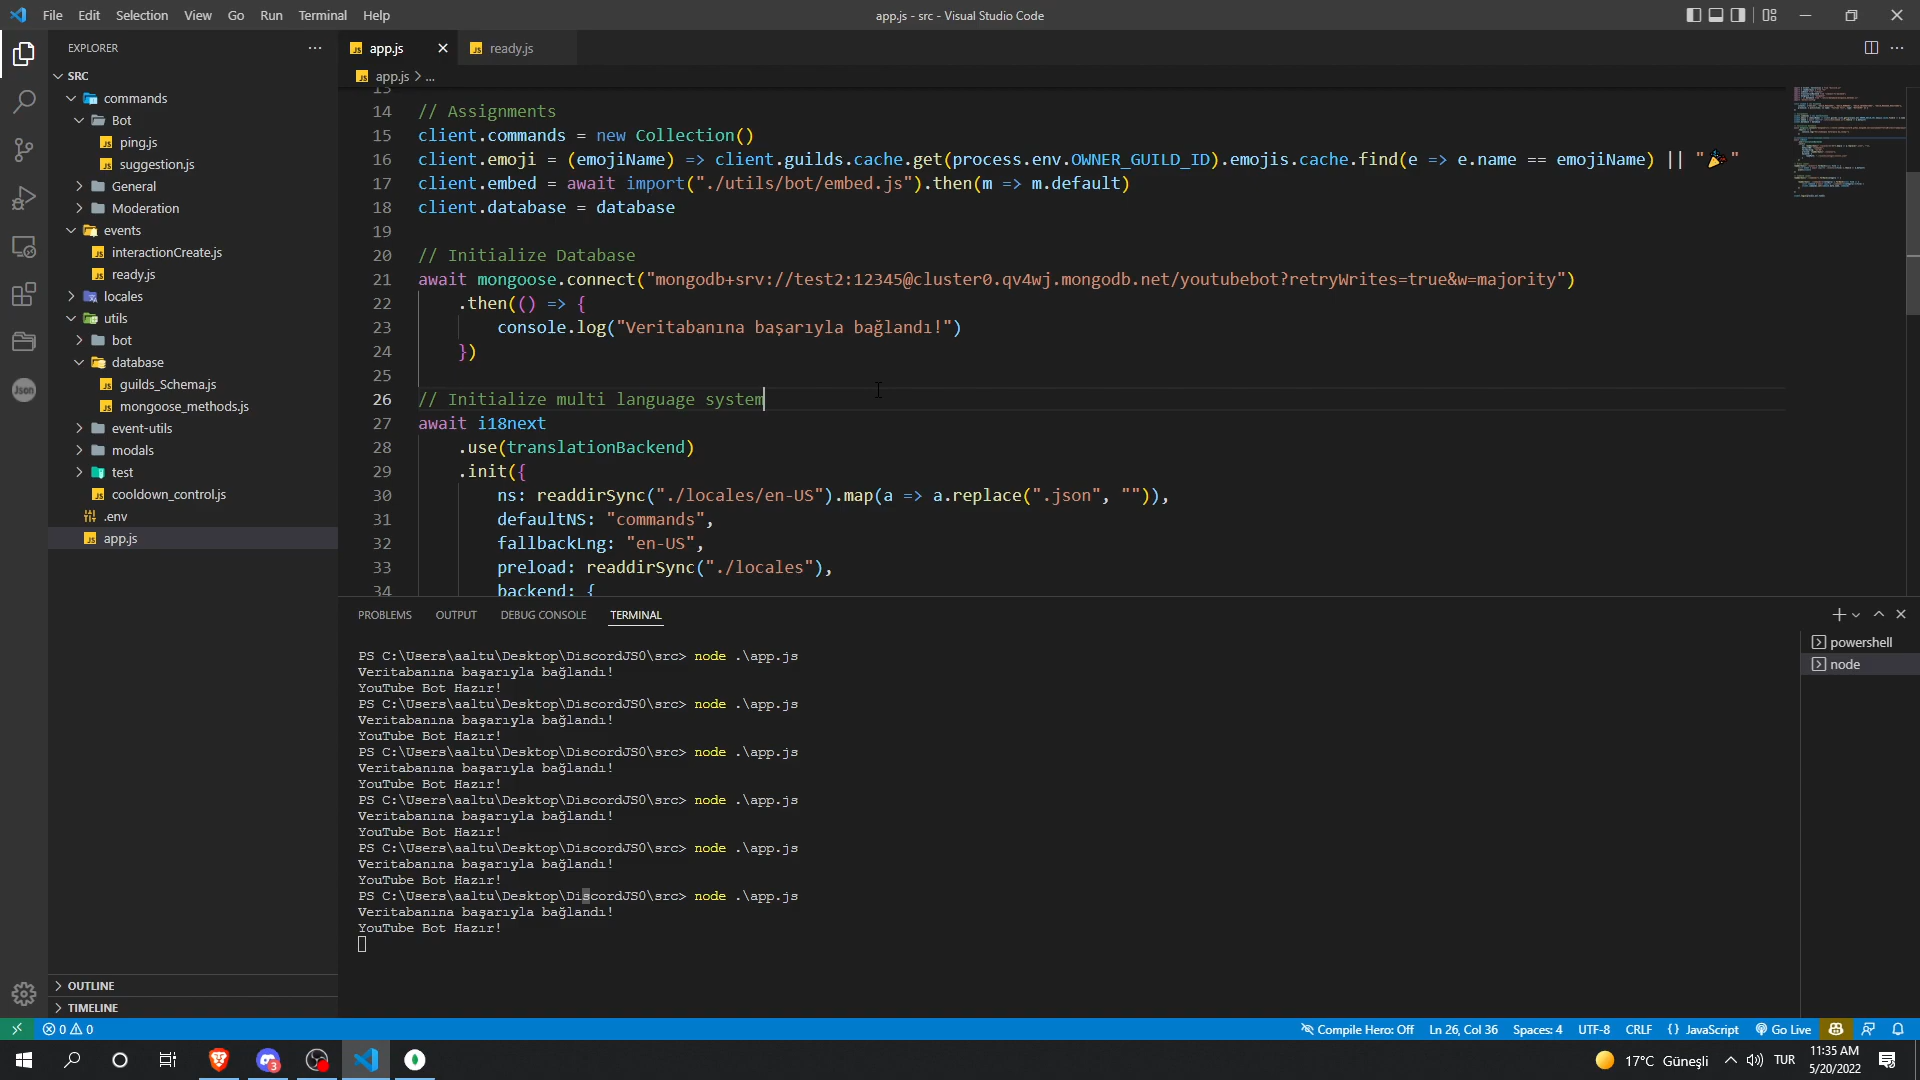 File Edit Selection View Go Run Terminal Help
app.js - src - Visual Studio Code
EXPLORER
SRC
commands
Bot
ping.js
suggestion.js
General
Moderation
events
interactionCreate.js
ready.js
locales
utils
bot
database
guilds_Schema.js
mongoose_methods.js
event-utils
modals
test
cooldown_control.js
.env
app.js
OUTLINE
TIMELINE
app.js ready.js
app.js > ...
13
14 // Assignments
15 client.commands = new Collection()
16 client.emoji = (emojiName) => client.guilds.cache.get(process.env.OWNER_GUILD_ID).emojis.cache.find(e => e.name == emojiName) || "🎉"
17 client.embed = await import("./utils/bot/embed.js").then(m => m.default)
18 client.database = database
19
20 // Initialize Database
21 await mongoose.connect("mongodb+srv://test2:12345@cluster0.qv4wj.mongodb.net/youtubebot?retryWrites=true&w=majority")
22 .then(() => {
23 console.log("Veritabanına başarıyla bağlandı!")
24 })
25
26 // Initialize multi language system
27 await i18next
28 .use(translationBackend)
29 .init({
30 ns: readdirSync("./locales/en-US").map(a => a.replace(".json", "")),
31 defaultNS: "commands",
32 fallbackLng: "en-US",
33 preload: readdirSync("./locales"),
34 backend: {
PROBLEMS OUTPUT DEBUG CONSOLE TERMINAL
PS C:\Users\aaltu\Desktop\DiscordJS0\src> node .\app.js
Veritabanına başarıyla bağlandı!
YouTube Bot Hazır!
PS C:\Users\aaltu\Desktop\DiscordJS0\src> node .\app.js
Veritabanına başarıyla bağlandı!
YouTube Bot Hazır!
PS C:\Users\aaltu\Desktop\DiscordJS0\src> node .\app.js
Veritabanına başarıyla bağlandı!
YouTube Bot Hazır!
PS C:\Users\aaltu\Desktop\DiscordJS0\src> node .\app.js
Veritabanına başarıyla bağlandı!
YouTube Bot Hazır!
PS C:\Users\aaltu\Desktop\DiscordJS0\src> node .\app.js
Veritabanına başarıyla bağlandı!
YouTube Bot Hazır!
PS C:\Users\aaltu\Desktop\DiscordJS0\src> node .\app.js
Veritabanına başarıyla bağlandı!
YouTube Bot Hazır!
powershell
node
0 0
Compile Hero: Off Ln 26, Col 36 Spaces: 4 UTF-8 CRLF {} JavaScript Go Live
3
17°C Güneşli TUR
11:35 AM
5/20/2022